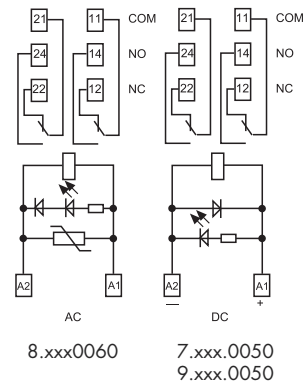 21 11 COM 21 11 COM
24 14 NO 24 14 NO
22 12 NC 22 12 NC
A2 A1 A2 A1
— +
AC DC
8.xxx0060 7.xxx.0050
9.xxx.0050